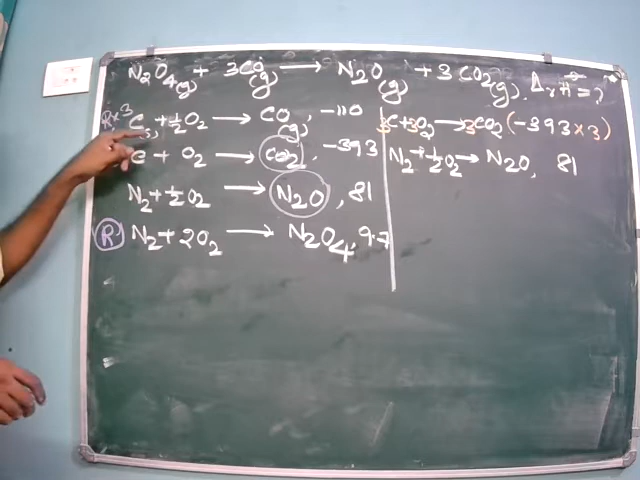 N₂O₄(g) + 3CO(g) → N₂O(g) + 3CO₂(g), ΔᵣH° = ?
R×3 C(s) + ½O₂ → CO(g), -110
C + O₂ → CO₂, -393
N₂ + ½O₂ → N₂O, 81
R N₂ + 2O₂ → N₂O₄, 9.7
3C + 3O₂ → 3CO₂ (-393 × 3)
N₂ + ½O₂ → N₂O, 81